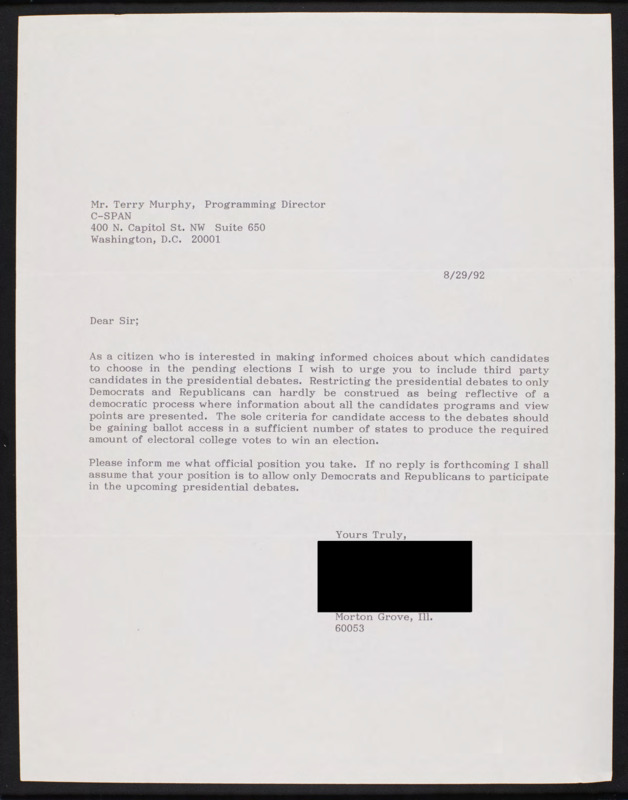 Mr. Terry Murphy, Programming Director
C-SPAN
400 N. Capitol St. NW Suite 650
Washington, D.C. 20001
8/29/92
Dear Sir;
As a citizen who is interested in making informed choices about which candidates
to choose in the pending elections I wish to urge you to include third party
candidates in the presidential debates. Restricting the presidential debates to only
Democrats and Republicans can hardly be construed as being reflective of a
democratic process where information about all the candidates programs and view
points are presented. The sole criteria for candidate access to the debates should
be gaining ballot access in a sufficient number of states to produce the required
amount of electoral college votes to win an election.
Please inform me what official position you take. If no reply is forthcoming I shall
assume that your position is to allow only Democrats and Republicans to participate
in the upcoming presidential debates.
Yours Truly,
Morton Grove, Ill.
60053